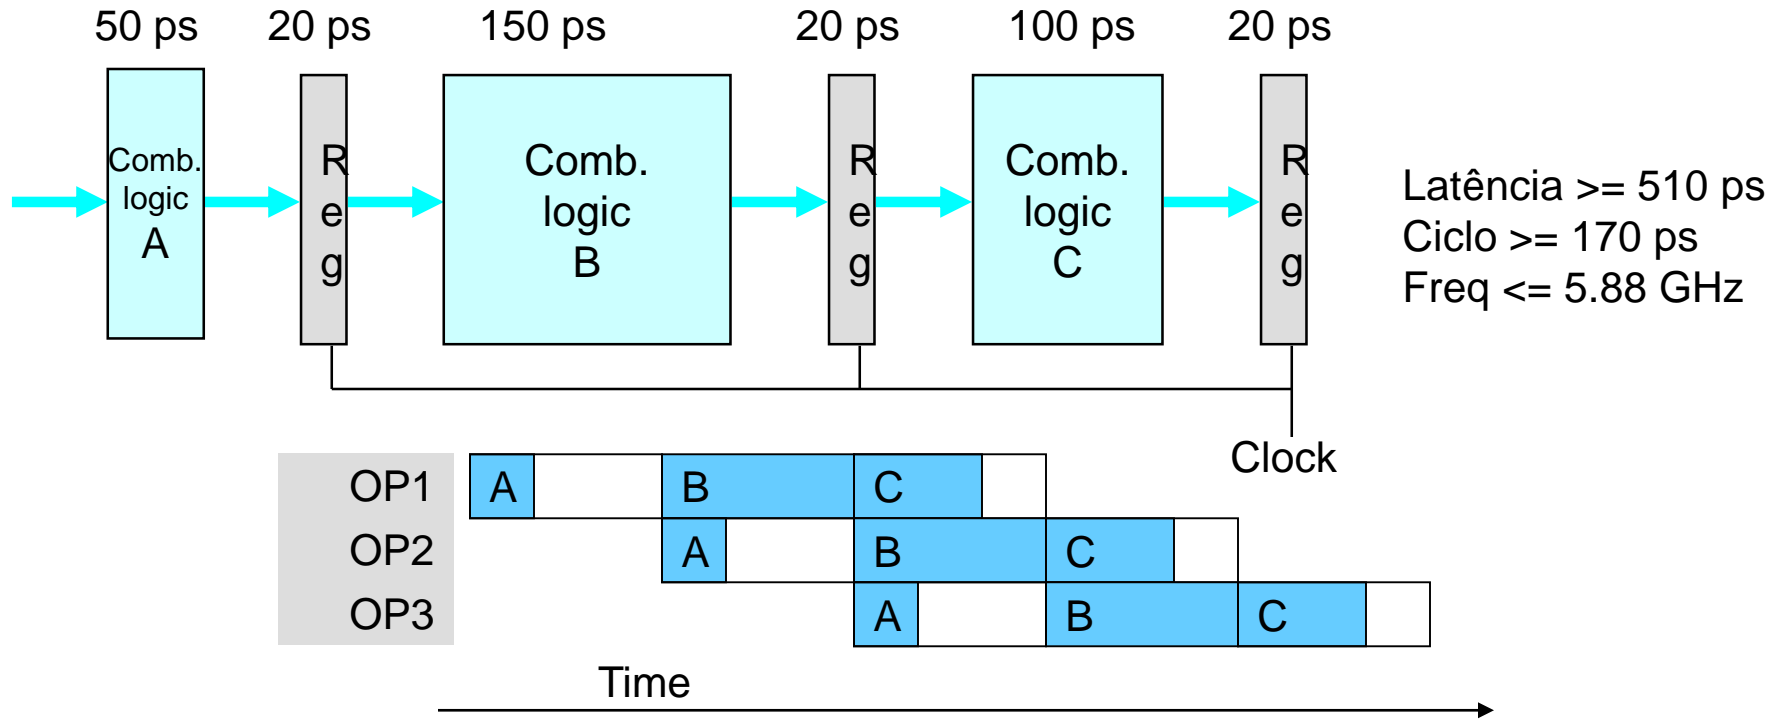 50 ps 20 ps 150 ps 20 ps 100 ps 20 ps
Comb.
logic
A
R
e
g
Comb.
logic
B
R
e
g
Comb.
logic
C
R
e
g
Latência >= 510 ps
Ciclo >= 170 ps
Freq <= 5.88 GHz
Clock
OP1 A B C
OP2 A B C
OP3 A B C
Time